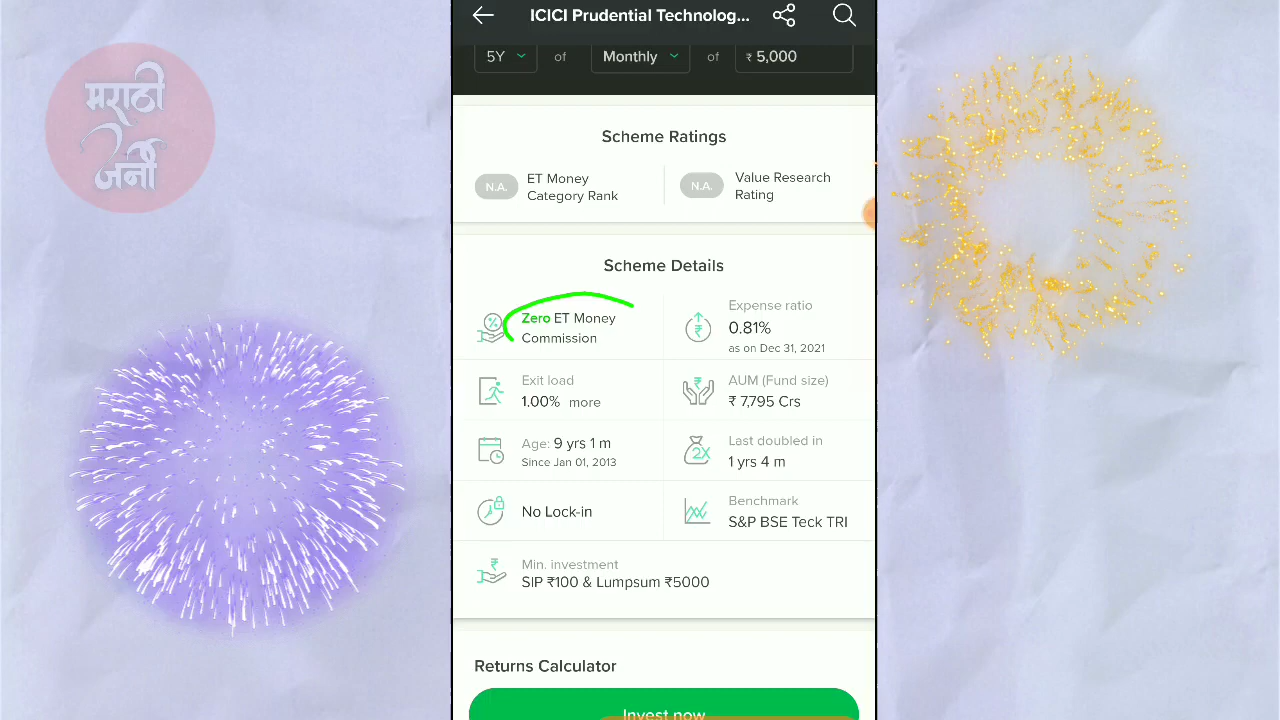 मराठी
जर्नी
ICICI Prudential Technolog...
5Y of Monthly of ₹ 5,000
Scheme Ratings
N.A. ET Money
Category Rank
N.A. Value Research
Rating
Scheme Details
Zero ET Money
Commission
Expense ratio
0.81%
as on Dec 31, 2021
Exit load
1.00% more
AUM (Fund size)
₹ 7,795 Crs
Age: 9 yrs 1 m
Since Jan 01, 2013
Last doubled in
2X
1 yrs 4 m
No Lock-in
Benchmark
S&P BSE Teck TRI
Min. investment
SIP ₹100 & Lumpsum ₹5000
Returns Calculator
Invest now